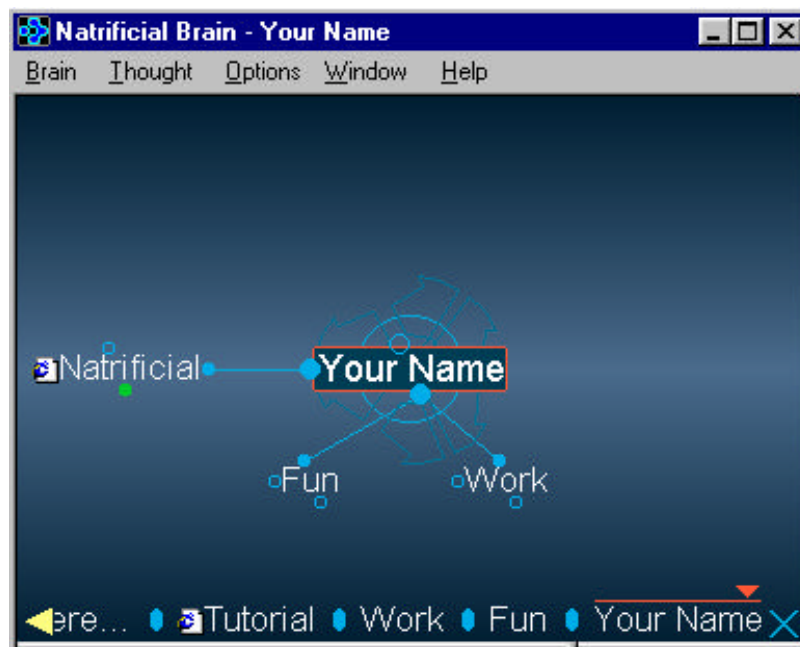 Natrificial Brain - Your Name
Brain Thought Options Window Help
Natrificial Your Name
Fun Work
ere... Tutorial Work Fun Your Name